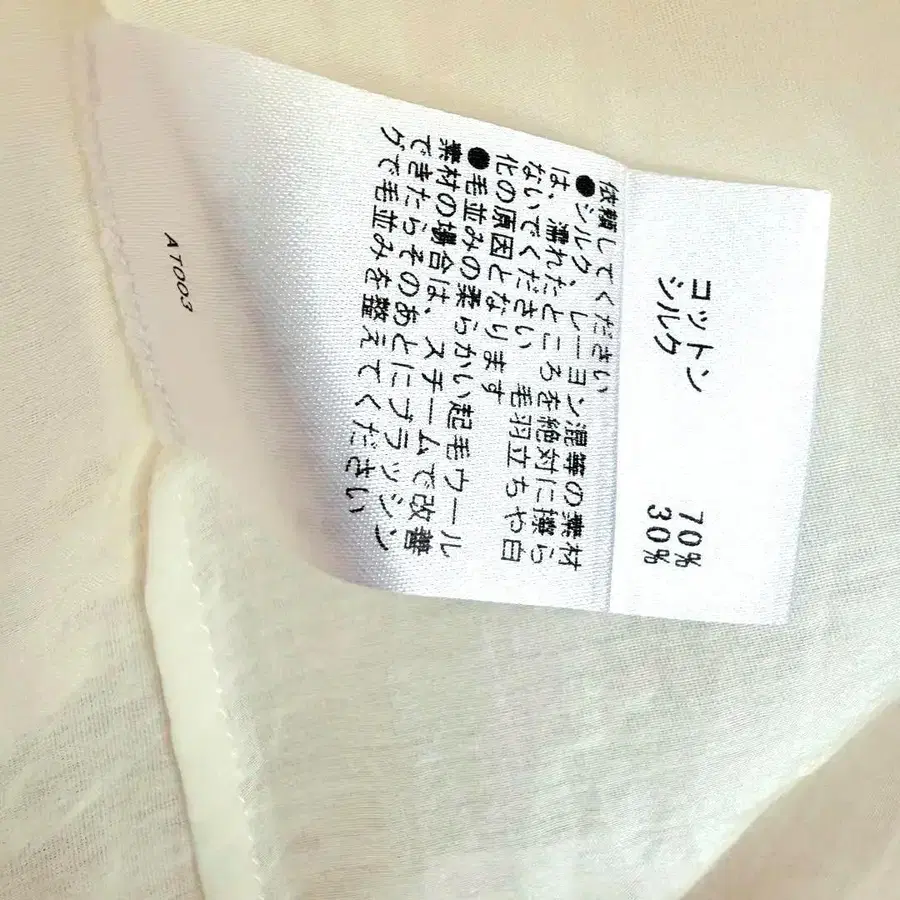 コットン 70%
シルク 30%
依頼してください
●シルク、レーヨン混等の素材
は、濡れたところを絶対に擦ら
ないでください 毛羽立ちや白
化の原因となります
●毛並みの柔らかい起毛ウール
素材の場合は、スチームで改善
できたらそのあとにブラッシン
グで毛並みを整えてください
AT003